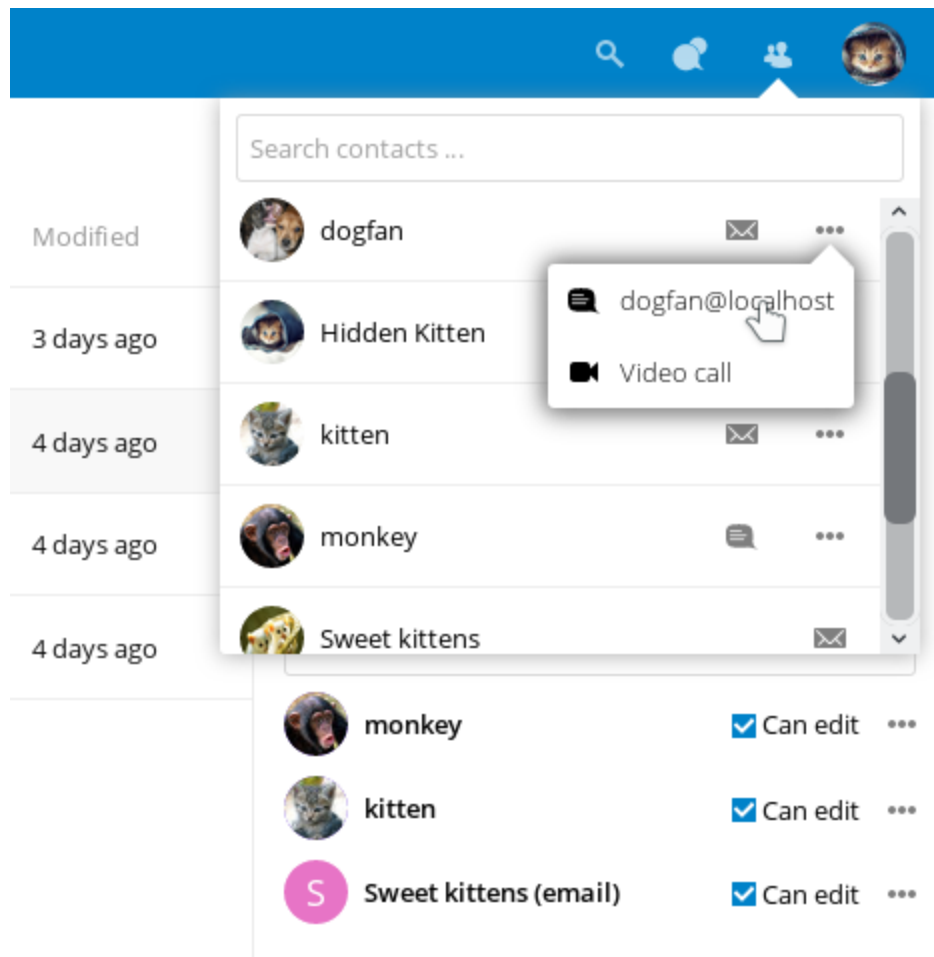 Search contacts ...
Modified
dogfan
dogfan@localhost
3 days ago
Hidden Kitten
Video call
4 days ago
kitten
4 days ago
monkey
4 days ago
Sweet kittens
monkey
Can edit
kitten
Can edit
S
Sweet kittens (email)
Can edit